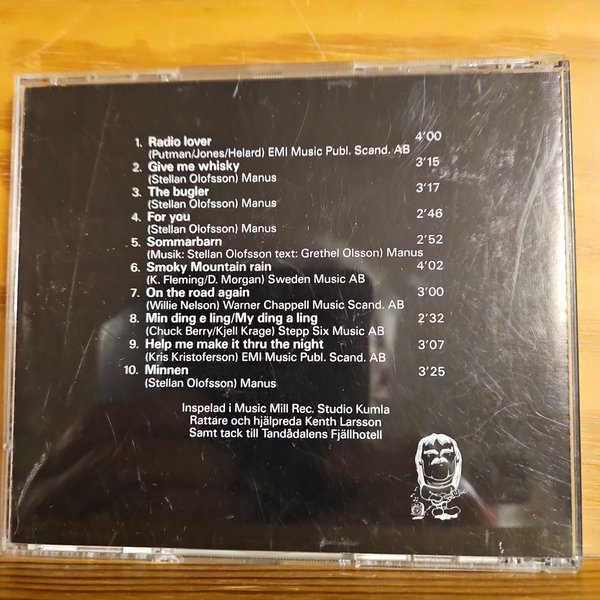 1. Radio lover 4'00
(Putman/Jones/Helard) EMI Music Publ. Scand. AB
2. Give me whisky 3'15
(Stellan Olofsson) Manus
3. The bugler 3'17
(Stellan Olofsson) Manus
4. For you 2'46
(Stellan Olofsson) Manus
5. Sommarbarn 2'52
(Musik: Stellan Olofsson text: Grethel Olsson) Manus
6. Smoky Mountain rain 4'02
(K. Fleming/D. Morgan) Sweden Music AB
7. On the road again 3'00
(Willie Nelson) Warner Chappell Music Scand. AB
8. Min ding e ling/My ding a ling 2'32
(Chuck Berry/Kjell Krage) Stepp Six Music AB
9. Help me make it thru the night 3'07
(Kris Kristoferson) EMI Music Publ. Scand. AB
10. Minnen 3'25
(Stellan Olofsson) Manus
Inspelad i Music Mill Rec. Studio Kumla
Rattare och hjälpreda Kenth Larsson
Samt tack till Tandådalens Fjällhotell